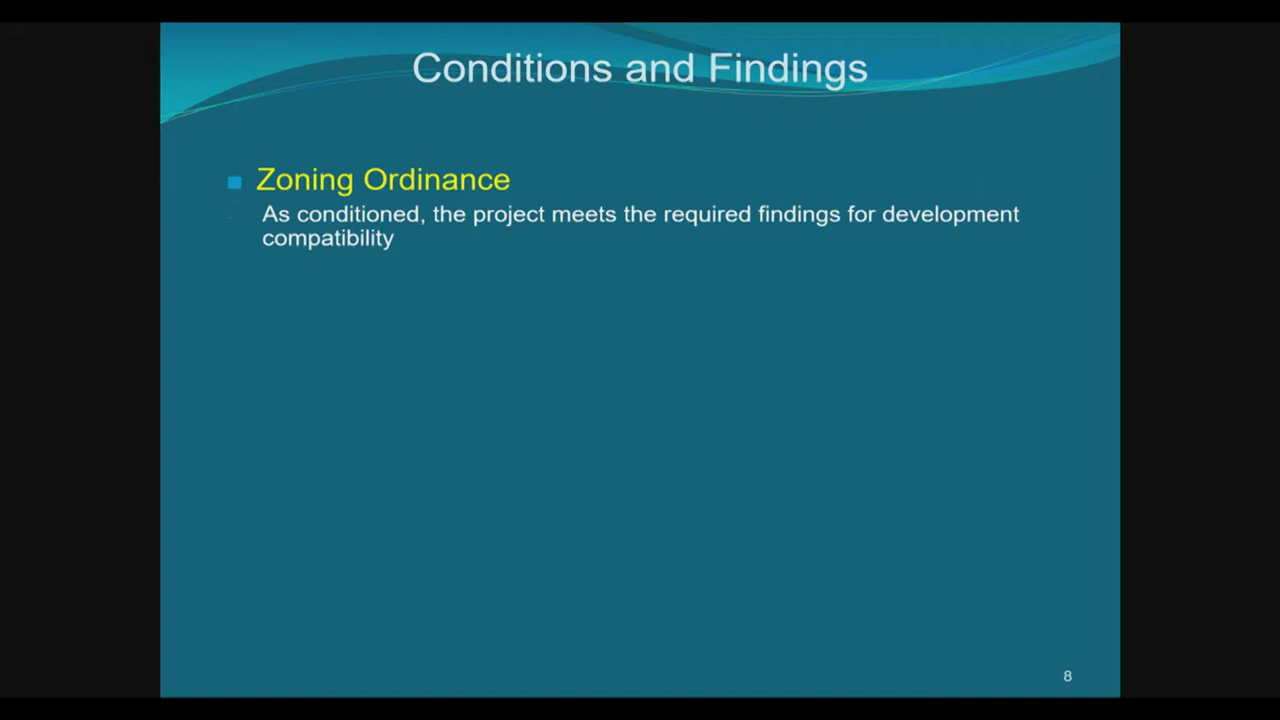 Conditions and Findings
Zoning Ordinance
As conditioned, the project meets the required findings for development
compatibility
8